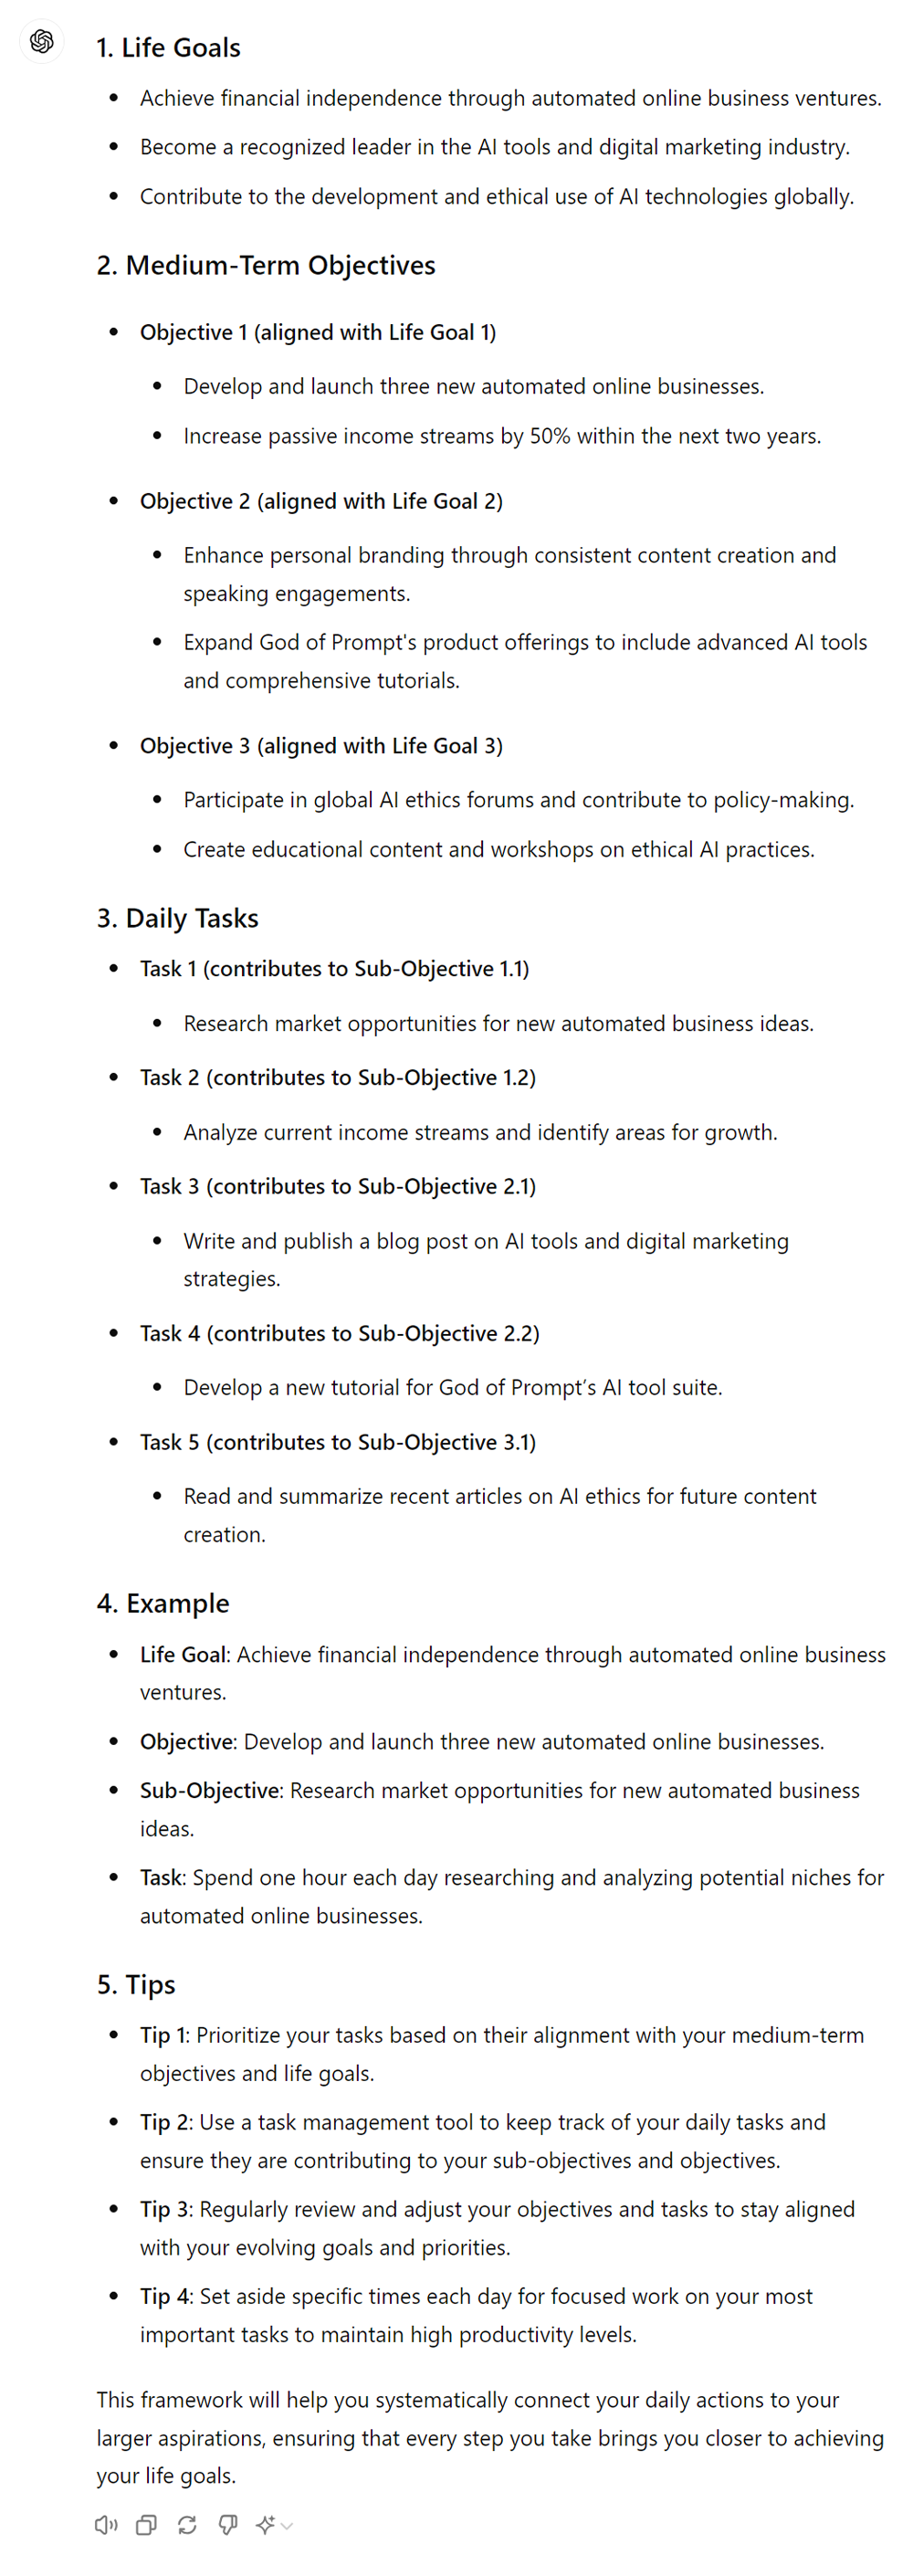 1. Life Goals
• Achieve financial independence through automated online business ventures.
• Become a recognized leader in the AI tools and digital marketing industry.
• Contribute to the development and ethical use of AI technologies globally.
2. Medium-Term Objectives
• Objective 1 (aligned with Life Goal 1)
• Develop and launch three new automated online businesses.
• Increase passive income streams by 50% within the next two years.
• Objective 2 (aligned with Life Goal 2)
• Enhance personal branding through consistent content creation and
speaking engagements.
• Expand God of Prompt's product offerings to include advanced AI tools
and comprehensive tutorials.
• Objective 3 (aligned with Life Goal 3)
• Participate in global AI ethics forums and contribute to policy-making.
• Create educational content and workshops on ethical AI practices.
3. Daily Tasks
• Task 1 (contributes to Sub-Objective 1.1)
• Research market opportunities for new automated business ideas.
• Task 2 (contributes to Sub-Objective 1.2)
• Analyze current income streams and identify areas for growth.
• Task 3 (contributes to Sub-Objective 2.1)
• Write and publish a blog post on AI tools and digital marketing
strategies.
• Task 4 (contributes to Sub-Objective 2.2)
• Develop a new tutorial for God of Prompt’s AI tool suite.
• Task 5 (contributes to Sub-Objective 3.1)
• Read and summarize recent articles on AI ethics for future content
creation.
4. Example
• Life Goal: Achieve financial independence through automated online business
ventures.
• Objective: Develop and launch three new automated online businesses.
• Sub-Objective: Research market opportunities for new automated business
ideas.
• Task: Spend one hour each day researching and analyzing potential niches for
automated online businesses.
5. Tips
• Tip 1: Prioritize your tasks based on their alignment with your medium-term
objectives and life goals.
• Tip 2: Use a task management tool to keep track of your daily tasks and
ensure they are contributing to your sub-objectives and objectives.
• Tip 3: Regularly review and adjust your objectives and tasks to stay aligned
with your evolving goals and priorities.
• Tip 4: Set aside specific times each day for focused work on your most
important tasks to maintain high productivity levels.
This framework will help you systematically connect your daily actions to your
larger aspirations, ensuring that every step you take brings you closer to achieving
your life goals.